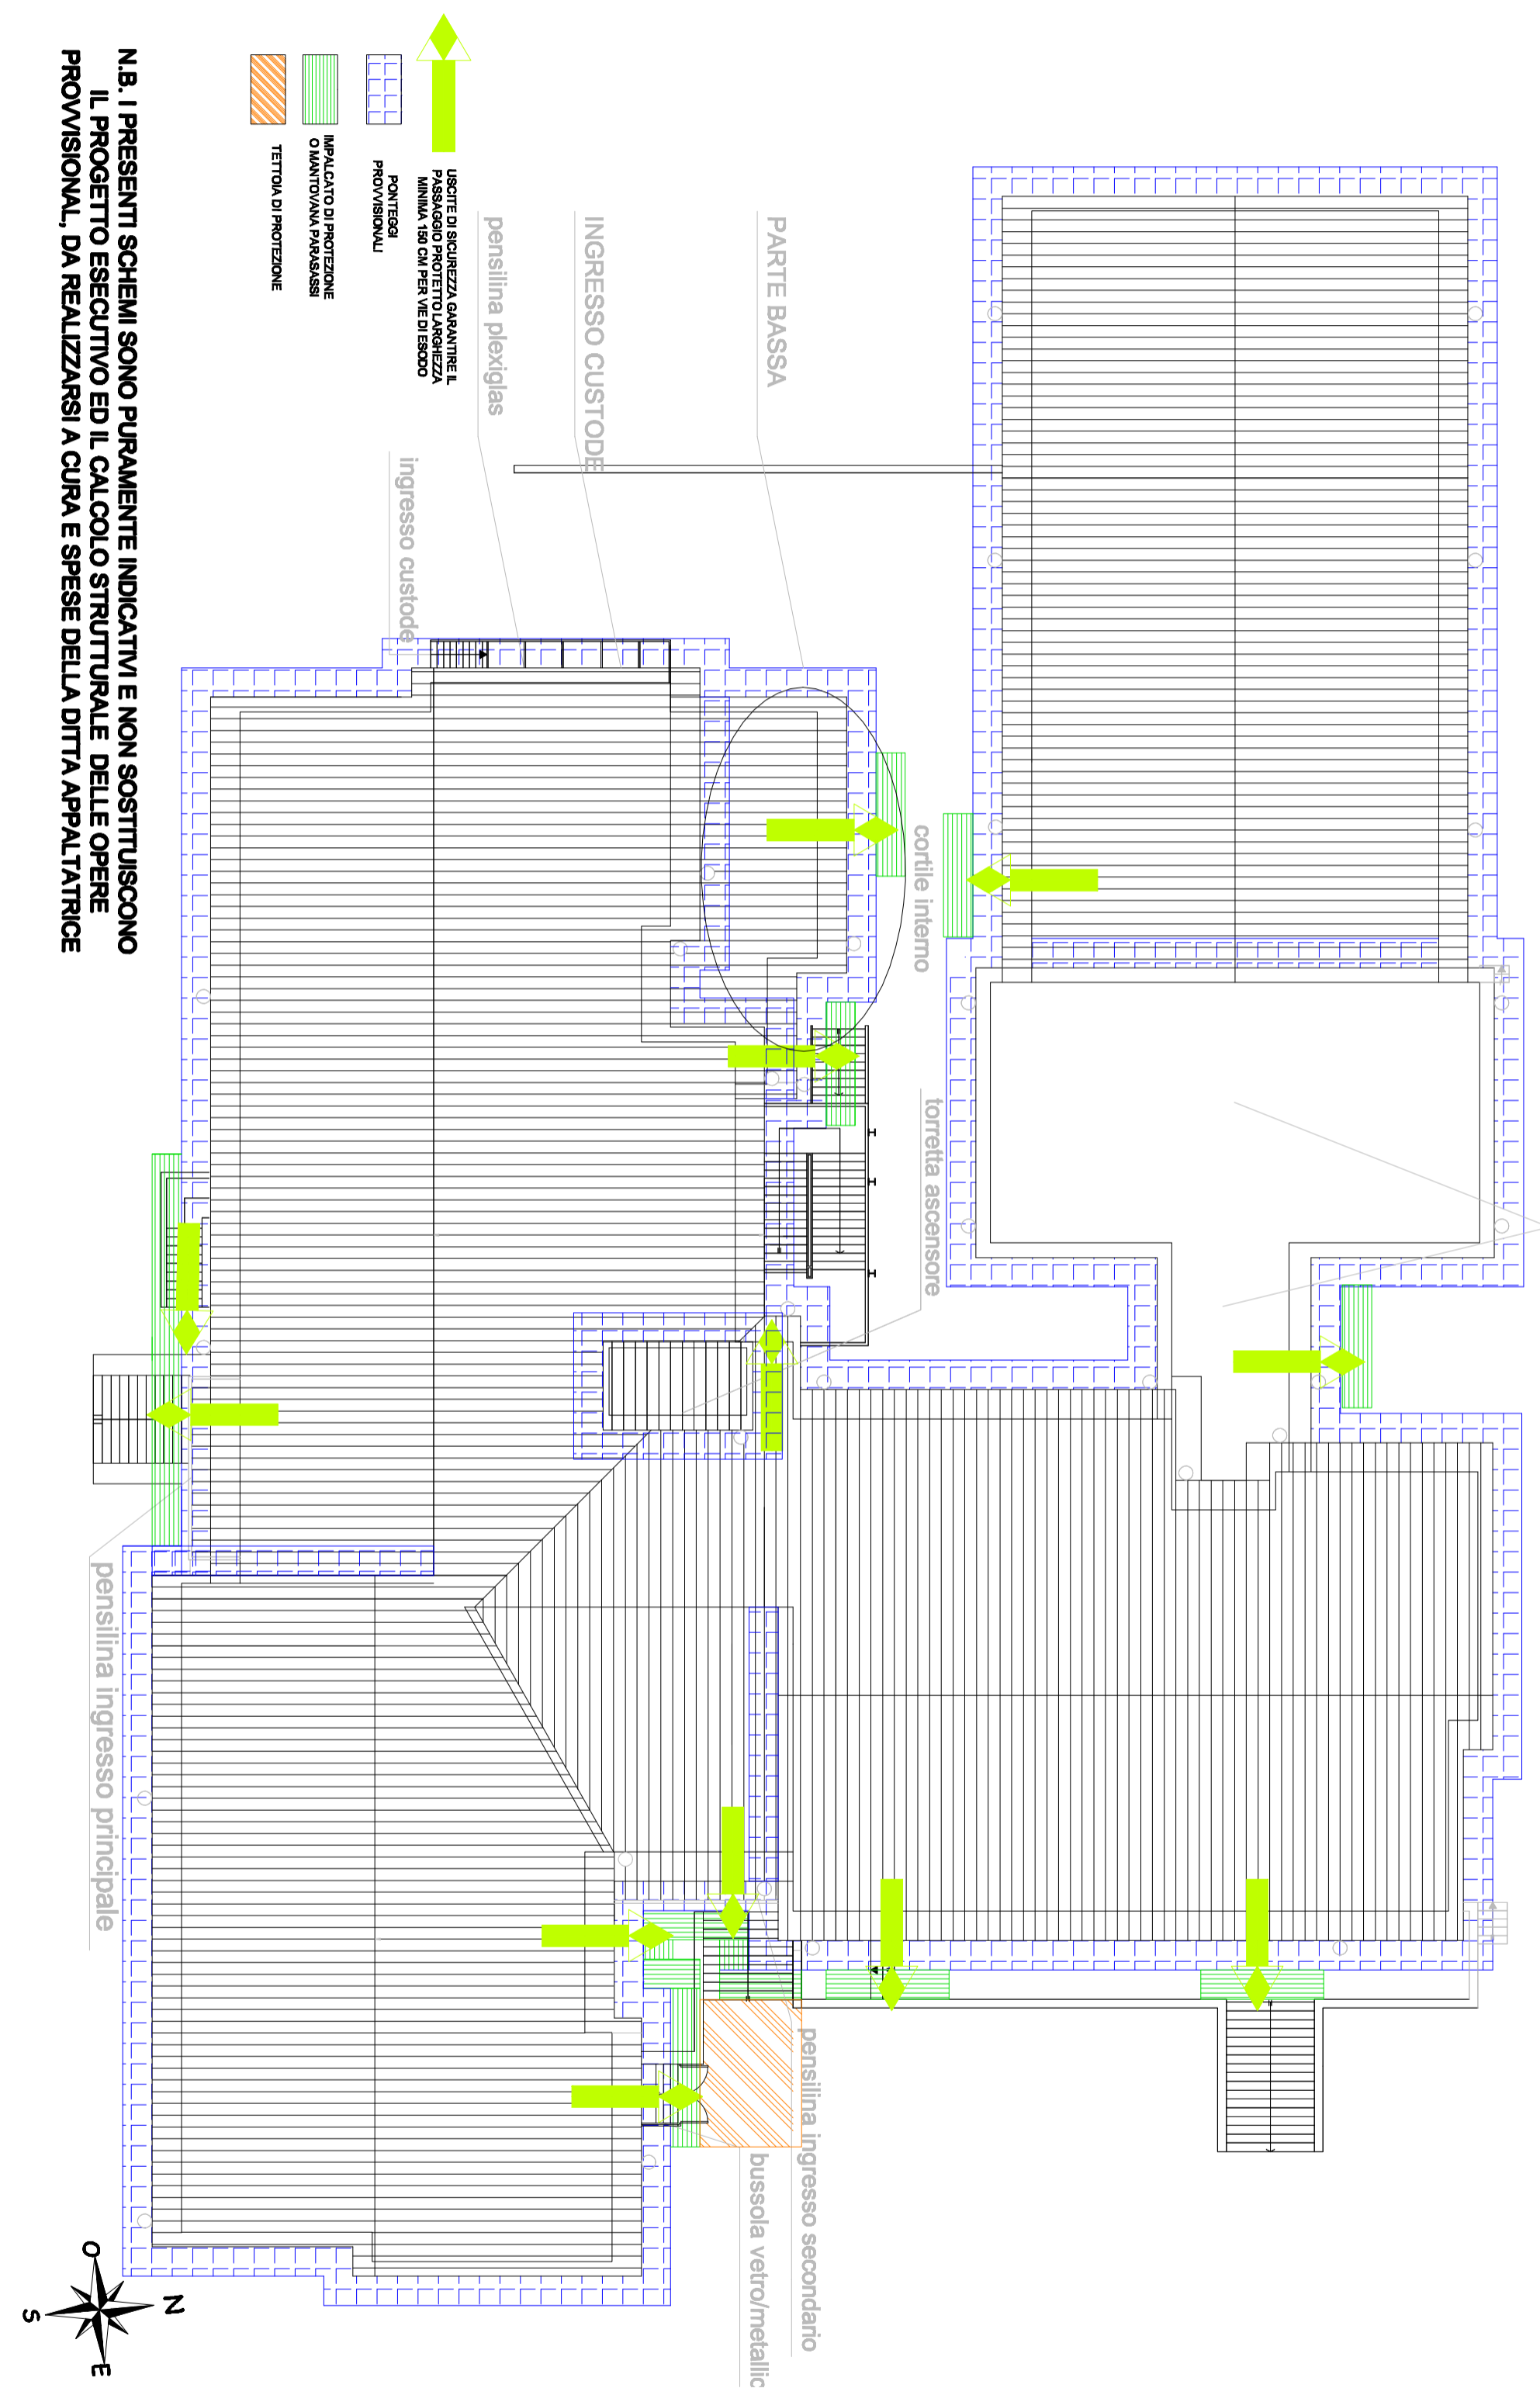 USCITE DI SICUREZZA GARANTIRE IL
PASSAGGIO PROTETTO LARGHEZZA
MINIMA 150 CM PER VIE DI ESODO
PONTEGGI
PROVVISIONALI
IMPALCATO DI PROTEZIONE
O MANTOVANA PARASASSI
TETTOIA DI PROTEZIONE
N.B. I PRESENTI SCHEMI SONO PURAMENTE INDICATIVI E NON SOSTITUISCONO
IL PROGETTO ESECUTIVO ED IL CALCOLO STRUTTURALE DELLE OPERE
PROVVISIONAL, DA REALIZZARSI A CURA E SPESE DELLA DITTA APPALTATRICE
PARTE BASSA
INGRESSO CUSTODE
pensilina plexiglas
ingresso custode
cortile interno
torretta ascensore
pensilina ingresso principale
pensilina ingresso secondario
bussola vetro/metallic
N
O
E
S